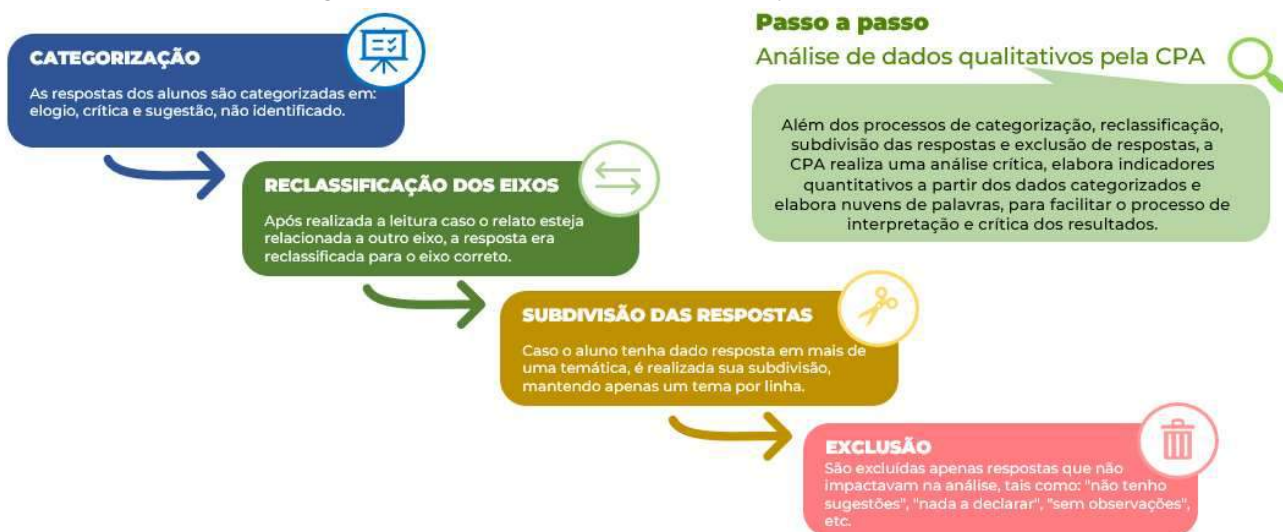 Passo a passo
Análise de dados qualitativos pela CPA
CATEGORIZAÇÃO
As respostas dos alunos são categorizadas em:
elogio, crítica e sugestão, não identificado.
Além dos processos de categorização, reclassificação,
subdivisão das respostas e exclusão de respostas, a
CPA realiza uma análise crítica, elabora indicadores
quantitativos a partir dos dados categorizados e
elabora nuvens de palavras, para facilitar o processo de
interpretação e crítica dos resultados.
RECLASSIFICAÇÃO DOS EIXOS
Após realizada a leitura caso o relato esteja
relacionada a outro eixo, a resposta era
reclassificada para o eixo correto.
SUBDIVISÃO DAS RESPOSTAS
Caso o aluno tenha dado resposta em mais de
uma temática, é realizada sua subdivisão,
mantendo apenas um tema por linha.
EXCLUSÃO
São excluídas apenas respostas que não
impactavam na análise, tais como: "não tenho
sugestões", "nada a declarar", "sem observações",
etc.